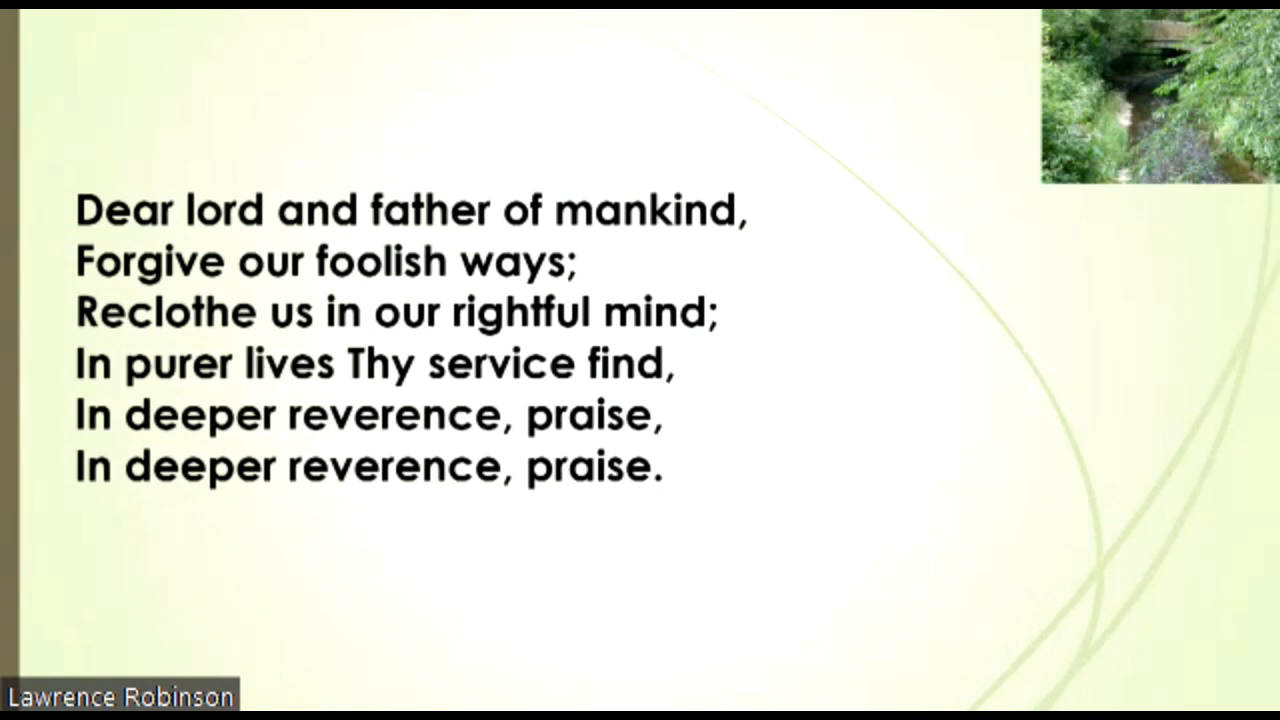 Dear lord and father of mankind,
Forgive our foolish ways;
Reclothe us in our rightful mind;
In purer lives Thy service find,
In deeper reverence, praise,
In deeper reverence, praise.
Lawrence Robinson